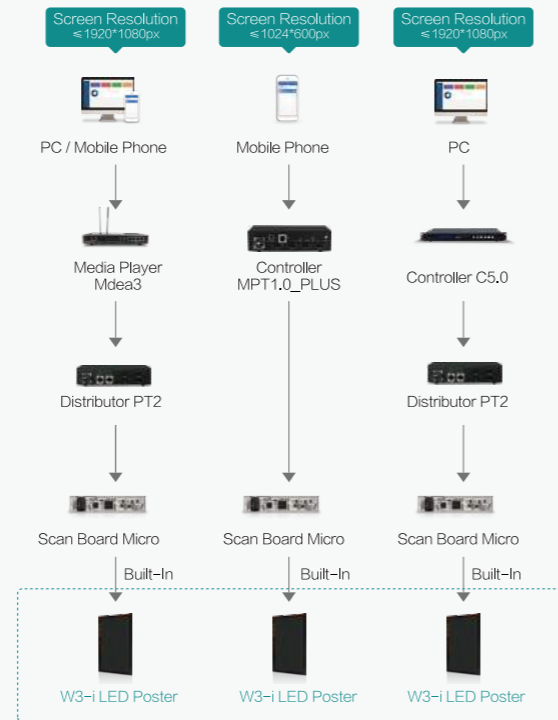 Screen Resolution
≤1920*1080px
Screen Resolution
≤1024*600px
Screen Resolution
≤1920*1080px
PC / Mobile Phone
Mobile Phone
PC
Media Player
Mdea3
Controller
MPT1.0_PLUS
Controller C5.0
Distributor PT2
Distributor PT2
Scan Board Micro
Scan Board Micro
Scan Board Micro
Built-In
Built-In
Built-In
W3-i LED Poster
W3-i LED Poster
W3-i LED Poster